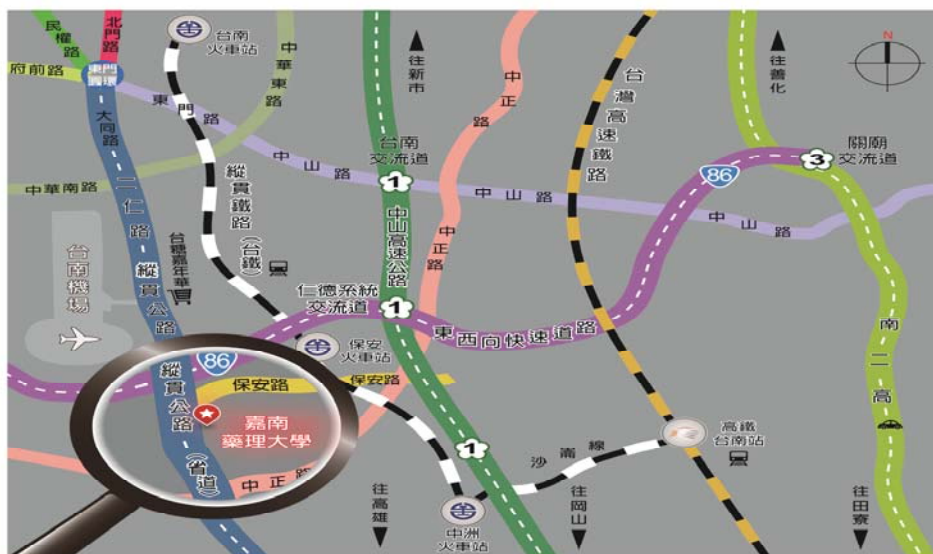 民權路
北門路
府前路
東門圓環
台南
火車站
中華東路
往新市
中正路
台灣高速鐵路
往善化
N
大同路
東門路
中山路
台南
交流道
1
86
關廟
交流道
3
中華南路
二仁路
縱貫鐵路
(台鐵)
中山高速公路
中正路
中山路
中山路
台南機場
台糖嘉年華
縱貫公路
仁德系統
交流道
1
東西向快速道路
南二高
86
保安
火車站
縱貫公路
保安路
保安路
嘉南
藥理大學
(省道)
中正路
1
沙崙線
高鐵
台南站
往高雄
中洲
火車站
往岡山
往田寮